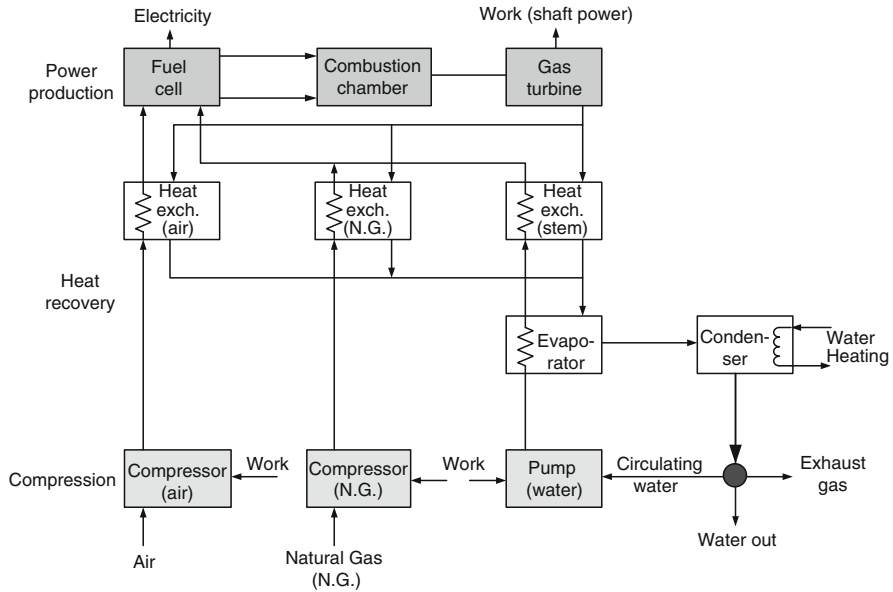 Electricity
Work (shaft power)
Power
production
Fuel
cell
Combustion
chamber
Gas
turbine
Heat
exch.
(air)
Heat
exch.
(N.G.)
Heat
exch.
(stem)
Heat
recovery
Evapo-
rator
Conden-
ser
Water
Heating
Compression
Compressor
(air)
Work
Compressor
(N.G.)
Work
Pump
(water)
Circulating
water
Exhaust
gas
Air
Natural Gas
(N.G.)
Water out